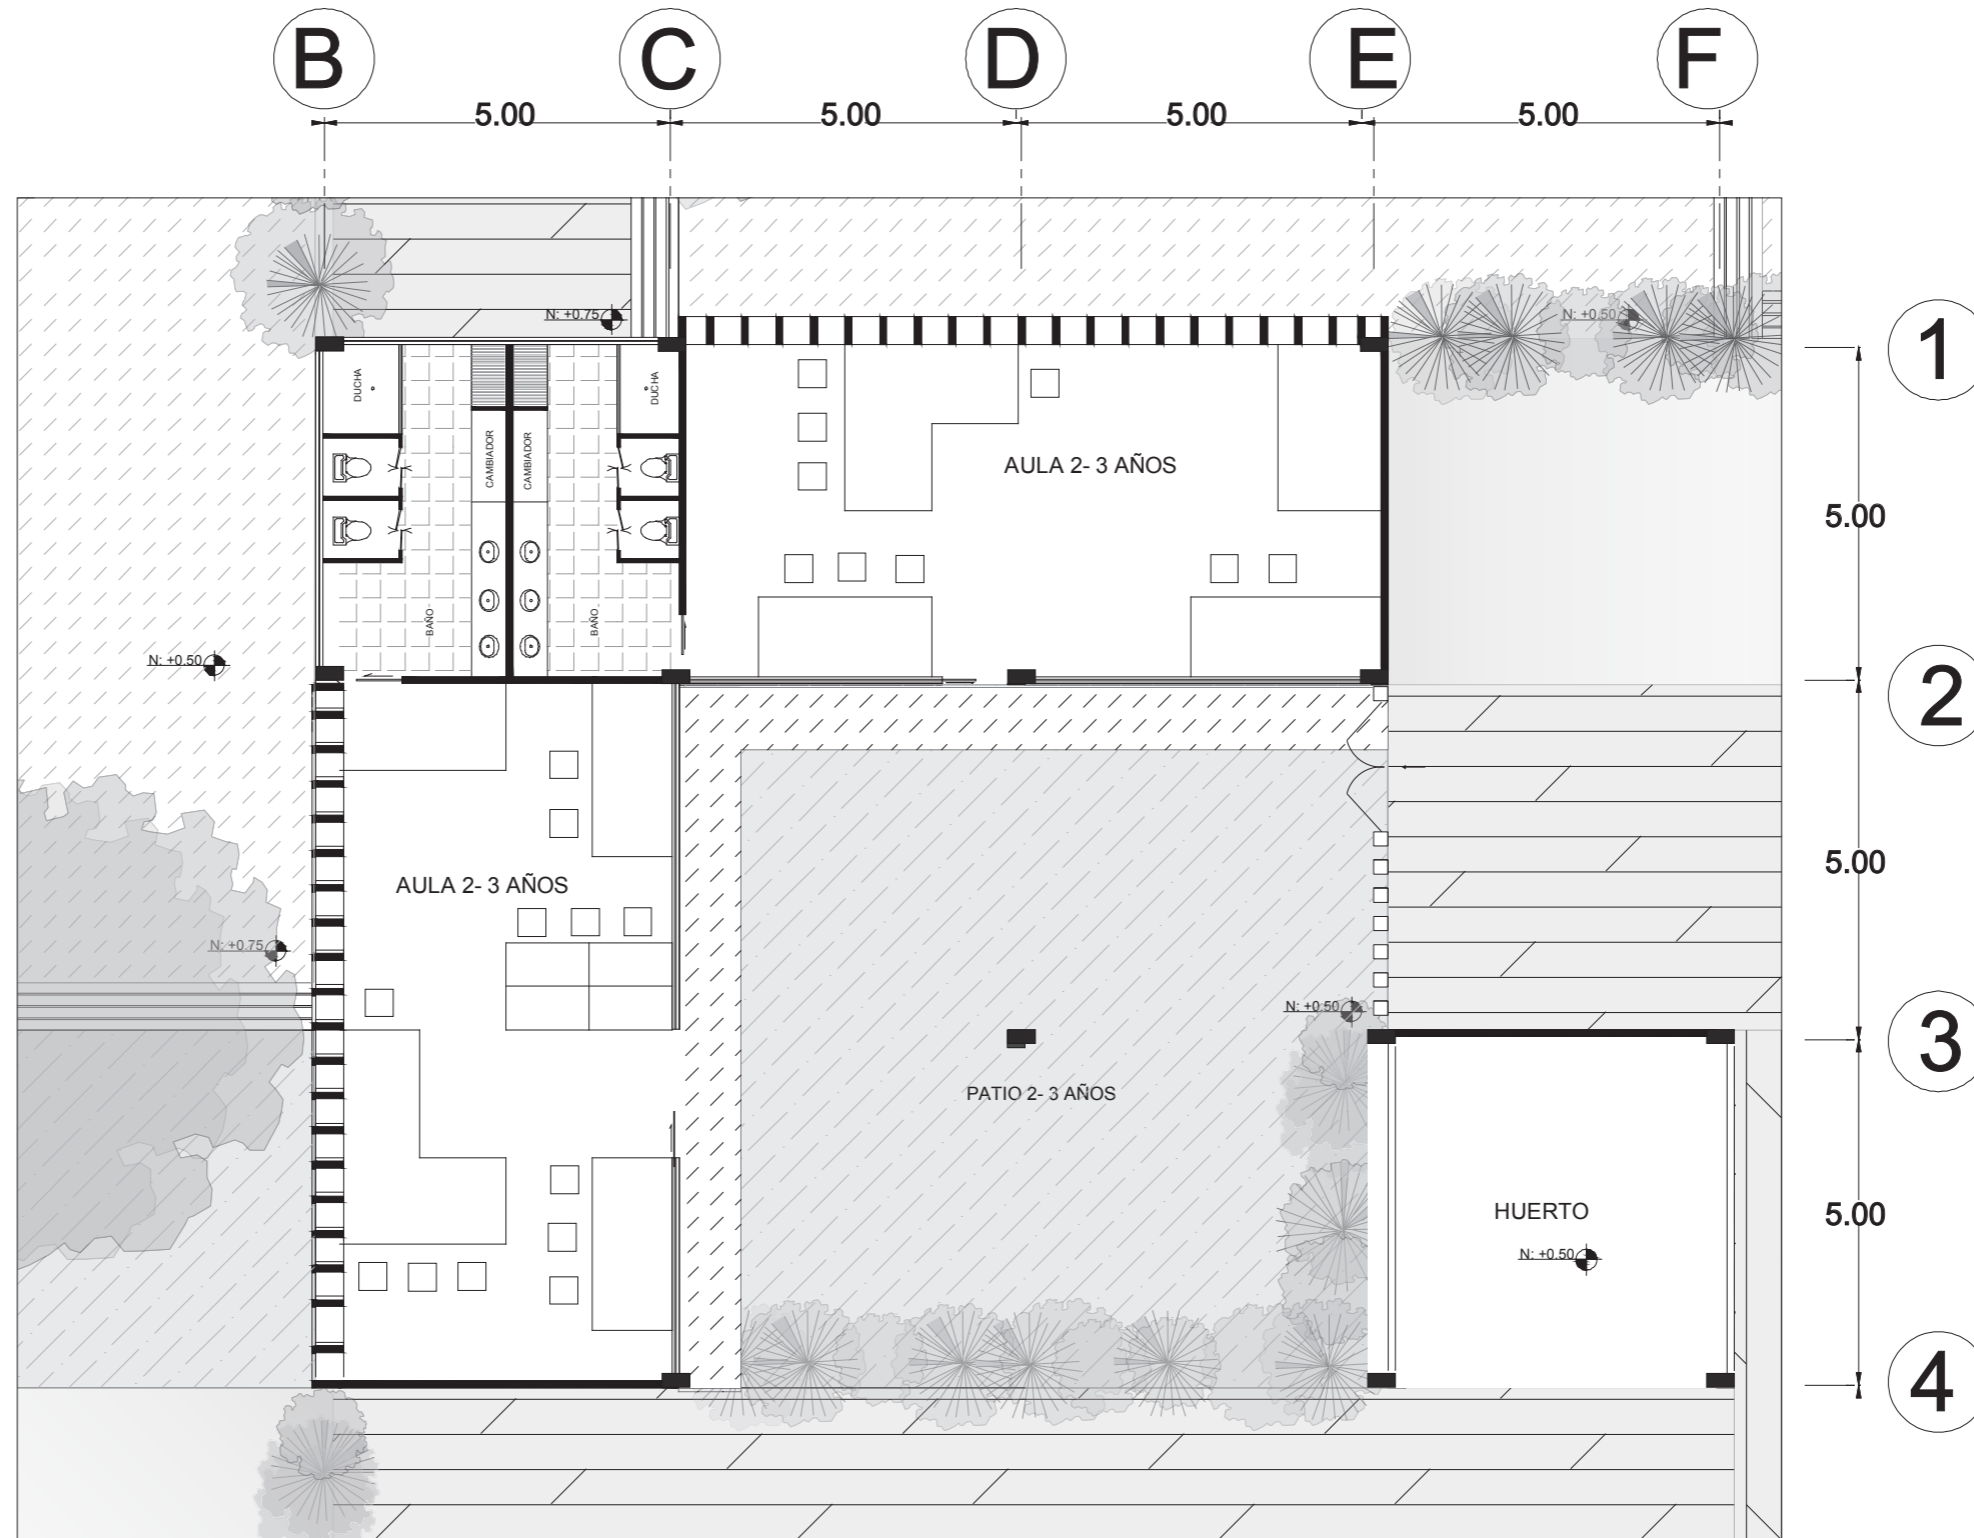 B C D E F
5.00 5.00 5.00 5.00
N: +0.75 N: +0.50
1
DUCHA DUCHA
CAMBIADOR CAMBIADOR
AULA 2- 3 AÑOS
5.00
BAÑO BAÑO
N: +0.50
2
AULA 2- 3 AÑOS
5.00
N: +0.75
N: +0.50
3
PATIO 2- 3 AÑOS
HUERTO
5.00
N: +0.50
4